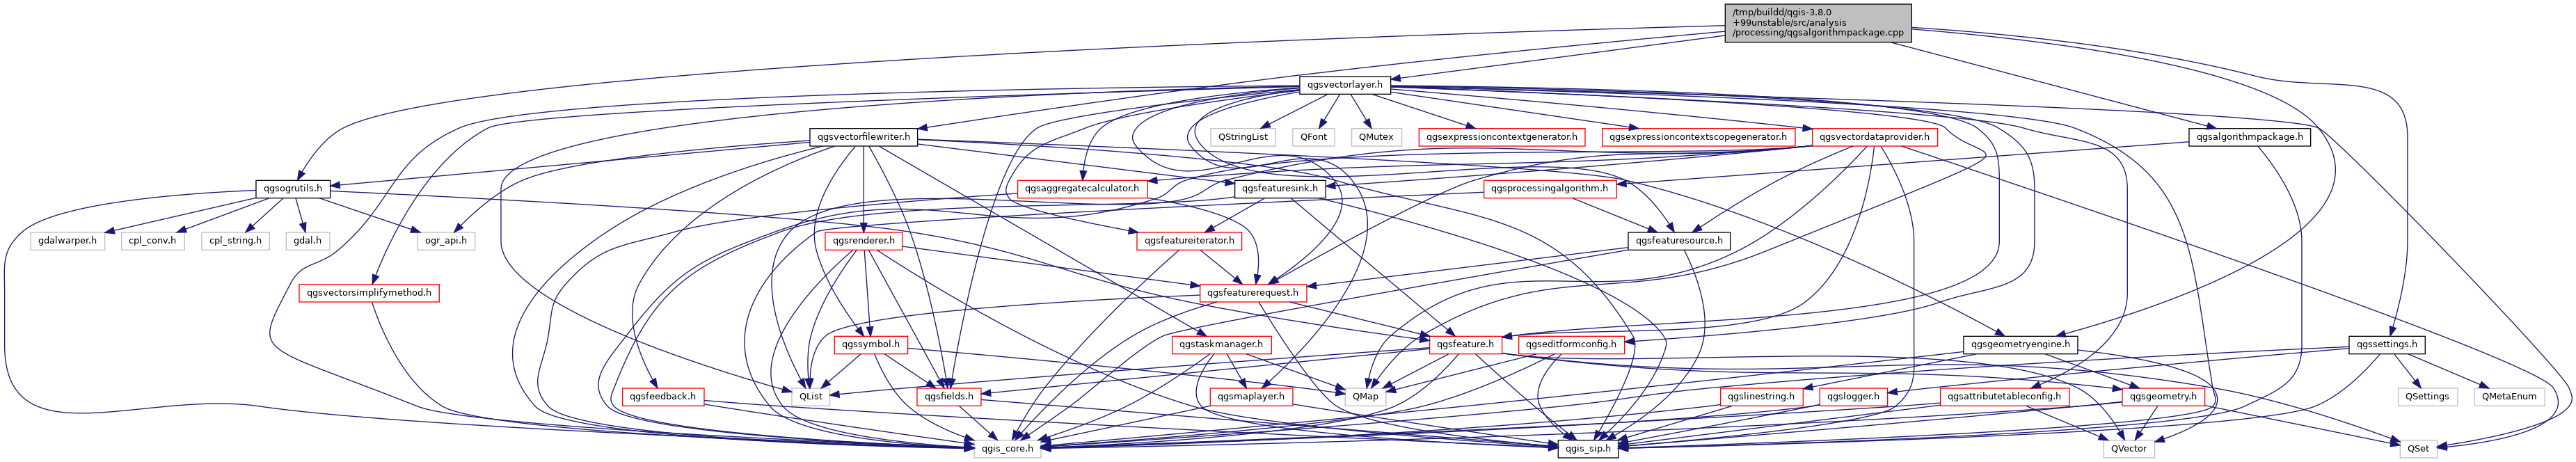 /tmp/buildd/qgis-3.8.0
+99unstable/src/analysis
/processing/qgsalgorithmpackage.cpp
qgsvectorlayer.h
qgsvectorfilewriter.h
QStringList
QFont
QMutex
qgsexpressioncontextgenerator.h
qgsexpressioncontextscopegenerator.h
qgsvectordataprovider.h
qgsalgorithmpackage.h
qgsogrutils.h
qgsaggregatecalculator.h
qgsfeaturesink.h
qgsprocessingalgorithm.h
gdalwarper.h
cpl_conv.h
cpl_string.h
gdal.h
ogr_api.h
qgsrenderer.h
qgsfeatureiterator.h
qgsfeaturesource.h
qgsvectorsimplifymethod.h
qgsfeaturerequest.h
qgssymbol.h
qgstaskmanager.h
qgsfeature.h
qgseditformconfig.h
qgsgeometryengine.h
qgssettings.h
qgsfeedback.h
QList
qgsfields.h
qgsmaplayer.h
QMap
qgslinestring.h
qgslogger.h
qgsattributetableconfig.h
qgsgeometry.h
QSettings
QMetaEnum
qgis_core.h
qgis_sip.h
QVector
QSet